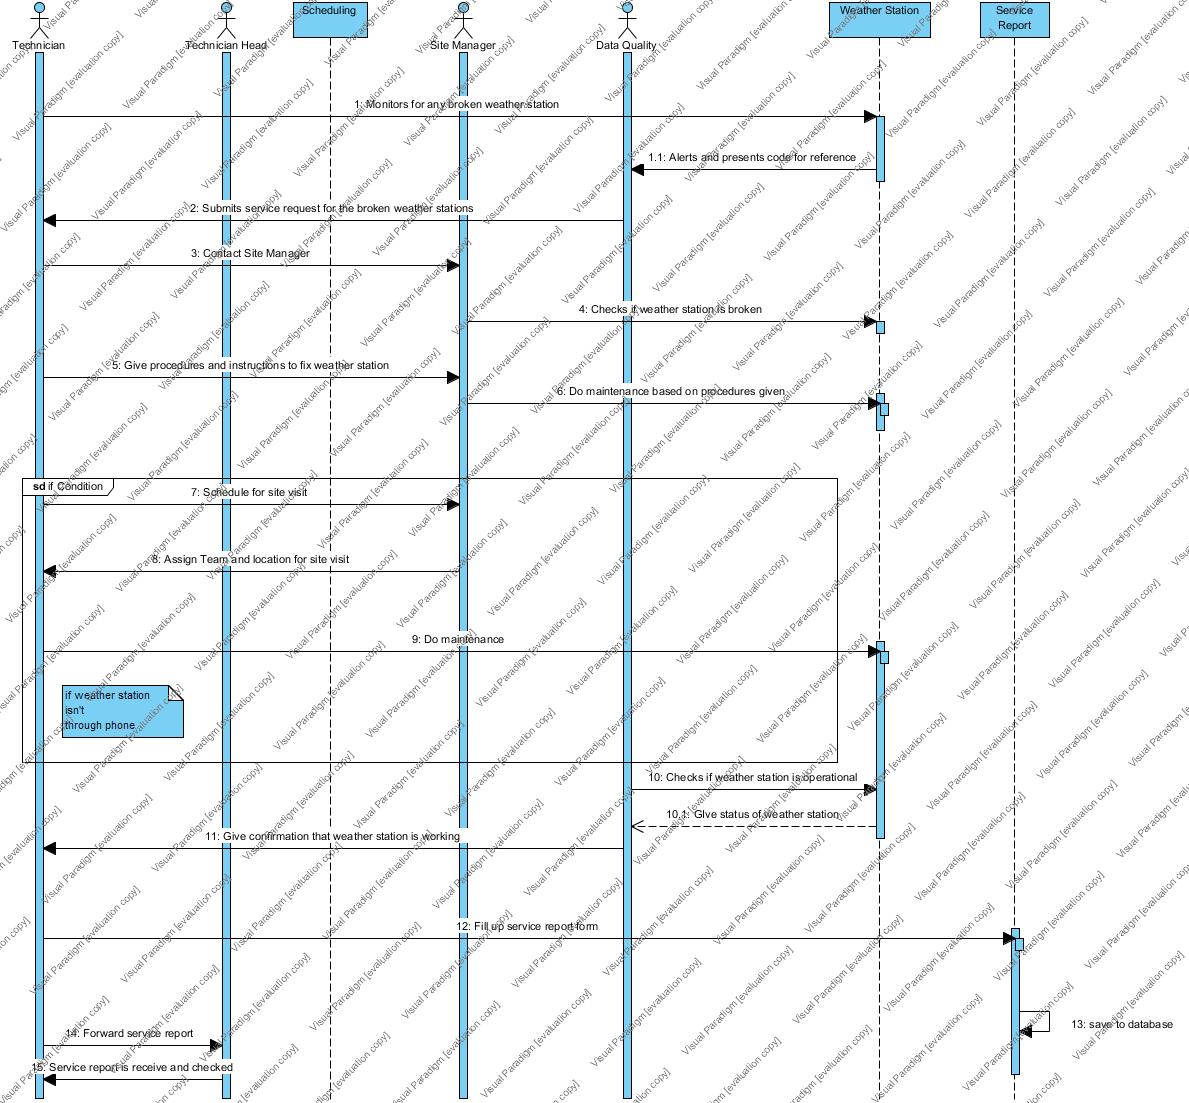 Technician
Technician Head
Scheduling
Site Manager
Data Quality
Weather Station
Service
Report
1: Monitors for any broken weather station
1.1: Alerts and presents code for reference
2: Submits service request for the broken weather stations
3: Contact Site Manager
4: Checks if weather station is broken
5: Give procedures and instructions to fix weather station
6: Do maintenance based on procedures given
sd if Condition
7: Schedule for site visit
8: Assign Team and location for site visit
9: Do maintenance
if weather station
isn't
through phone.
10: Checks if weather station is operational
10.1: GIve status of weather station
11: Give confirmation that weather station is working
12: Fill up service report form
13: save to database
14: Forward service report
15: Service report is receive and checked
Visual Paradigm [evaluation copy]